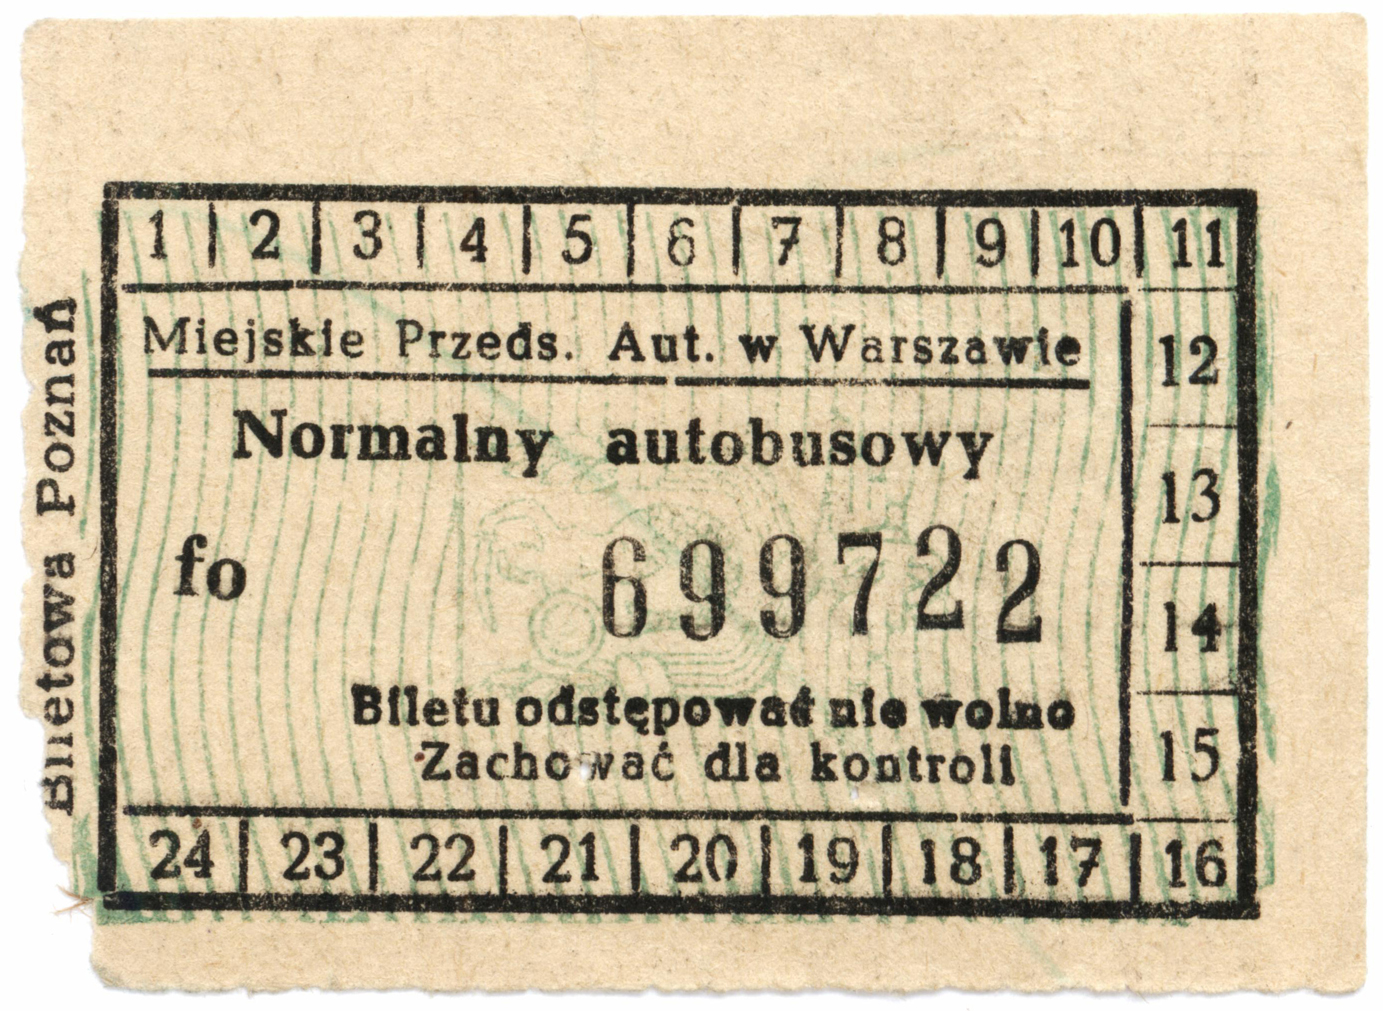 1 2 3 4 5 6 7 8 9 10 11
Miejskie Przeds. Aut. w Warszawie
12
Normalny autobusowy
13
fo 699722
14
Biletu odstępować nie wolno
Zachować dla kontroli
15
24 23 22 21 20 19 18 17 16
Biletowa Poznań